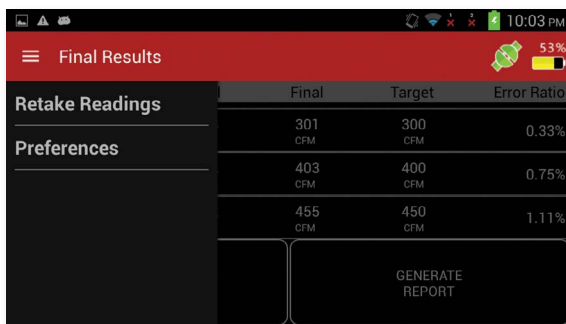 10:03 PM
Final Results
53%
Retake Readings
Preferences
Final Target Error Ratio
301 300 0.33%
CFM CFM
403 400 0.75%
CFM CFM
455 450 1.11%
CFM CFM
GENERATE
REPORT